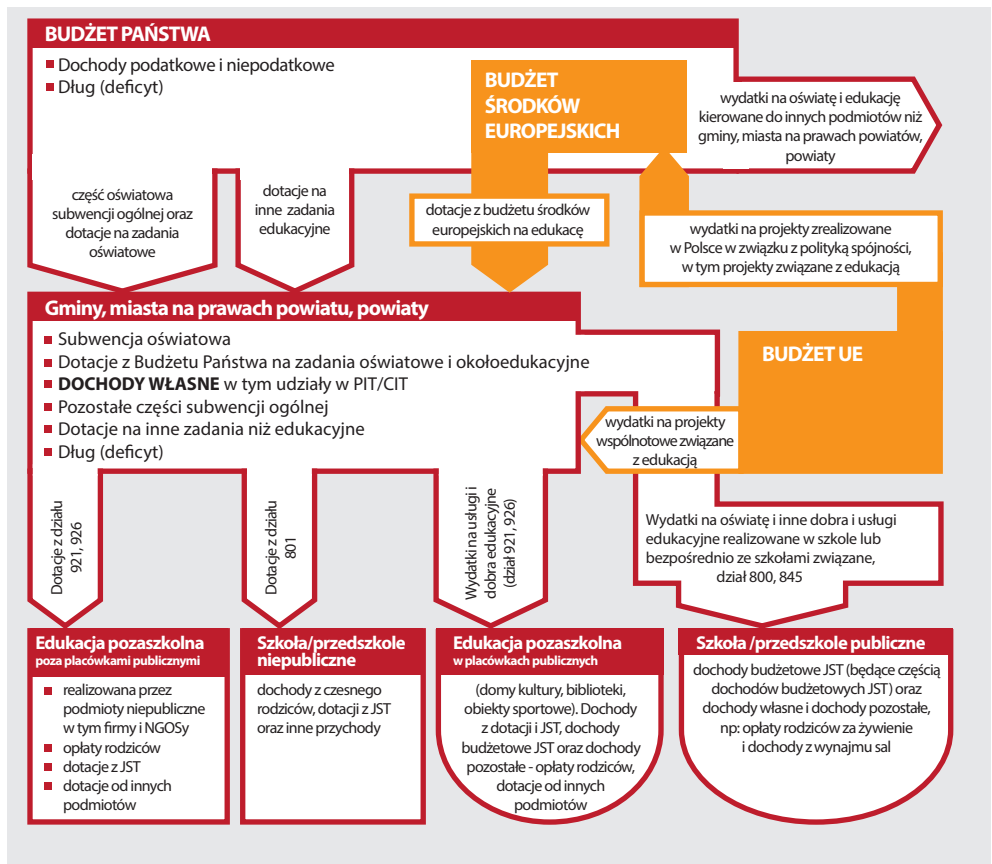 BUDŻET PAŃSTWA
Dochody podatkowe i niepodatkowe
Dług (deficyt)
BUDŻET
ŚRODKÓW
EUROPEJSKICH
wydatki na oświatę i edukację
kierowane do innych podmiotów niż
gminy, miasta na prawach powiatów,
powiaty
część oświatowa
subwencji ogólnej oraz
dotacje na zadania
oświatowe
dotacje na
inne zadania
edukacyjne
dotacje z budżetu środków
europejskich na edukację
wydatki na projekty zrealizowane
w Polsce w związku z polityką spójności,
w tym projekty związane z edukacją
Gminy, miasta na prawach powiatu, powiaty
Subwencja oświatowa
Dotacje z Budżetu Państwa na zadania oświatowe i okołoedukacyjne
DOCHODY WŁASNE w tym udziały w PIT/CIT
Pozostałe części subwencji ogólnej
Dotacje na inne zadania niż edukacyjne
Dług (deficyt)
BUDŻET UE
wydatki na projekty
wspólnotowe związane
z edukacją
Dotacje z działu
921, 926
Dotacje z działu
801
Wydatki na usługi i
dobra edukacyjne
(dział 921, 926)
Wydatki na oświatę i inne dobra i usługi
edukacyjne realizowane w szkole lub
bezpośrednio ze szkołami związane,
dział 800, 845
Edukacja pozaszkolna
poza placówkami publicznymi
realizowana przez
podmioty niepubliczne
w tym firmy i NGOSy
opłaty rodziców
dotacje z JST
dotacje od innych
podmiotów
Szkoła/przedszkole
niepubliczne
dochody z czesnego
rodziców, dotacji z JST
oraz inne przychody
Edukacja pozaszkolna
w placówkach publicznych
(domy kultury, biblioteki,
obiekty sportowe). Dochody
z dotacji i JST, dochody
budżetowe JST oraz dochody
pozostałe - opłaty rodziców,
dotacje od innych
podmiotów
Szkoła/przedszkole publiczne
dochody budżetowe JST (będące częścią
dochodów budżetowych JST) oraz
dochody własne i dochody pozostałe,
np: opłaty rodziców za żywienie
i dochody z wynajmu sal